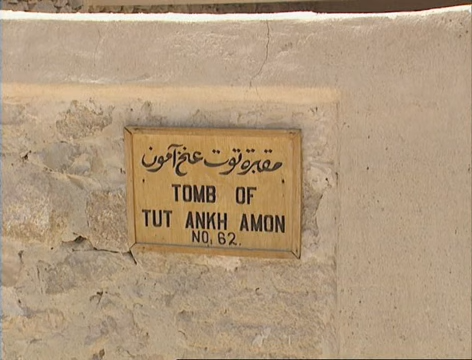 مقبرة توت عنخ آمون
TOMB OF
TUT ANKH AMON
NO, 62.